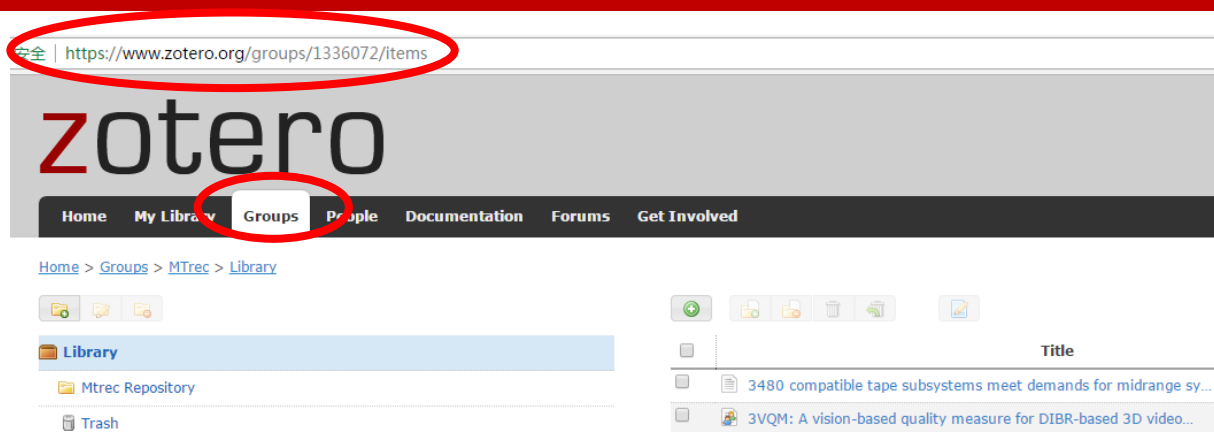 安全 | https://www.zotero.org/groups/1336072/items
zotero
Home My Library Groups People Documentation Forums Get Involved
Home > Groups > MTrec > Library
Library
Mtrec Repository
Trash
Title
3480 compatible tape subsystems meet demands for midrange sy...
3VQM: A vision-based quality measure for DIBR-based 3D video...